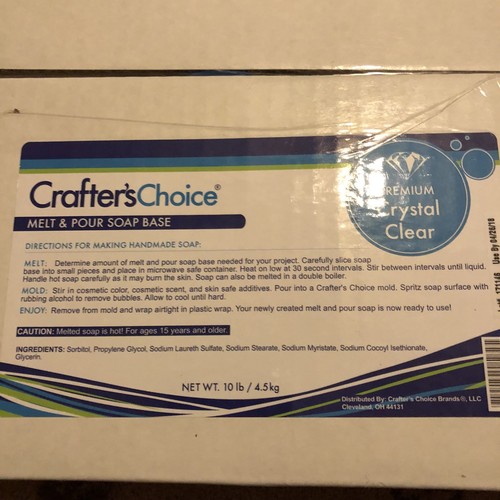 Crafter'sChoice®
MELT & POUR SOAP BASE
PREMIUM
Crystal
Clear
DIRECTIONS FOR MAKING HANDMADE SOAP:
MELT: Determine amount of melt and pour soap base needed for your project. Carefully slice soap
base into small pieces and place in microwave safe container. Heat on low at 30 second intervals. Stir between intervals until liquid.
Handle hot soap carefully as it may burn the skin. Soap can also be melted in a double boiler.
MOLD: Stir in cosmetic color, cosmetic scent, and skin safe additives. Pour into a Crafter's Choice mold. Spritz soap surface with
rubbing alcohol to remove bubbles. Allow to cool until hard.
ENJOY: Remove from mold and wrap airtight in plastic wrap. Your newly created melt and pour soap is now ready to use!
CAUTION: Melted soap is hot! For ages 15 years and older.
INGREDIENTS: Sorbitol, Propylene Glycol, Sodium Laureth Sulfate, Sodium Stearate, Sodium Myristate, Sodium Cocoyl Isethionate,
Glycerin.
NET WT. 10 lb / 4.5kg
Distributed By: Crafter's Choice Brands®, LLC
Cleveland, OH 44131
Use By 04/26/18